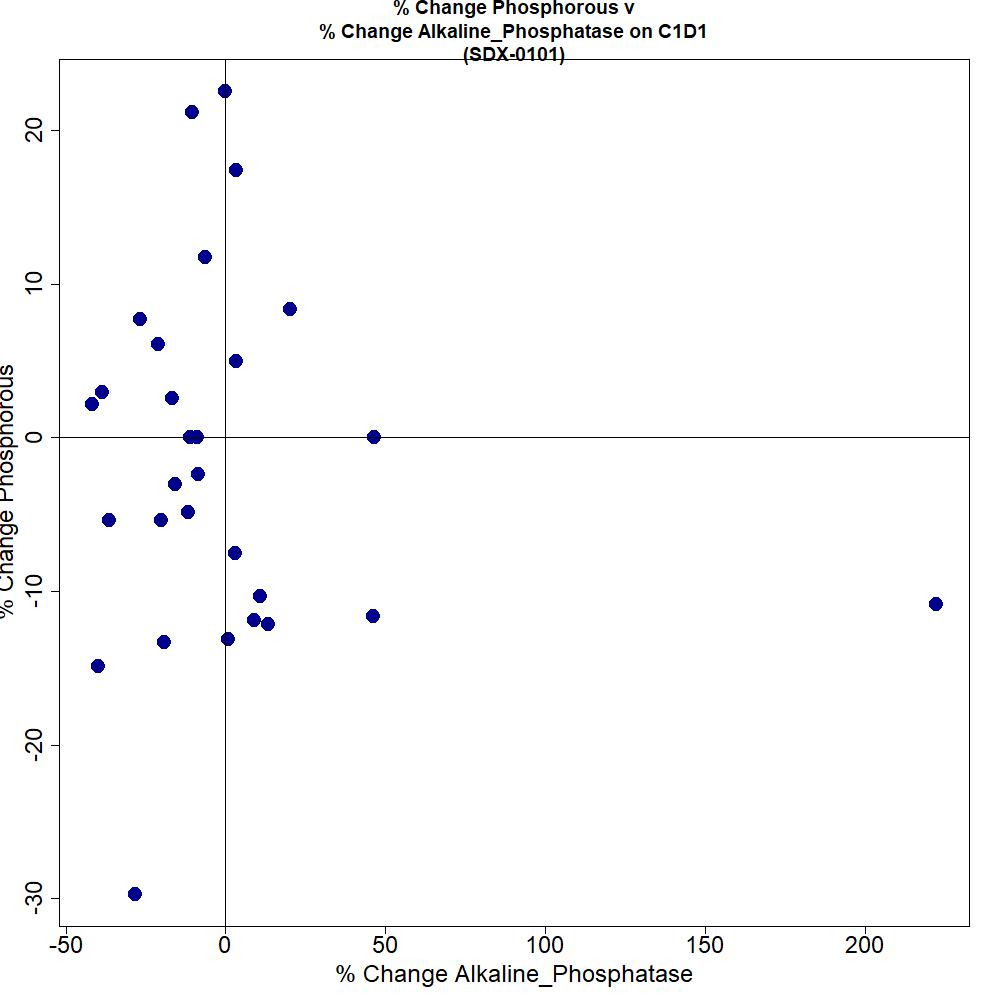 % Change Phosphorous v
% Change Alkaline_Phosphatase on C1D1
(SDX-0101)
% Change Phosphorous
20
10
0
-10
-20
-30
-50
0
50
100
150
200
% Change Alkaline_Phosphatase